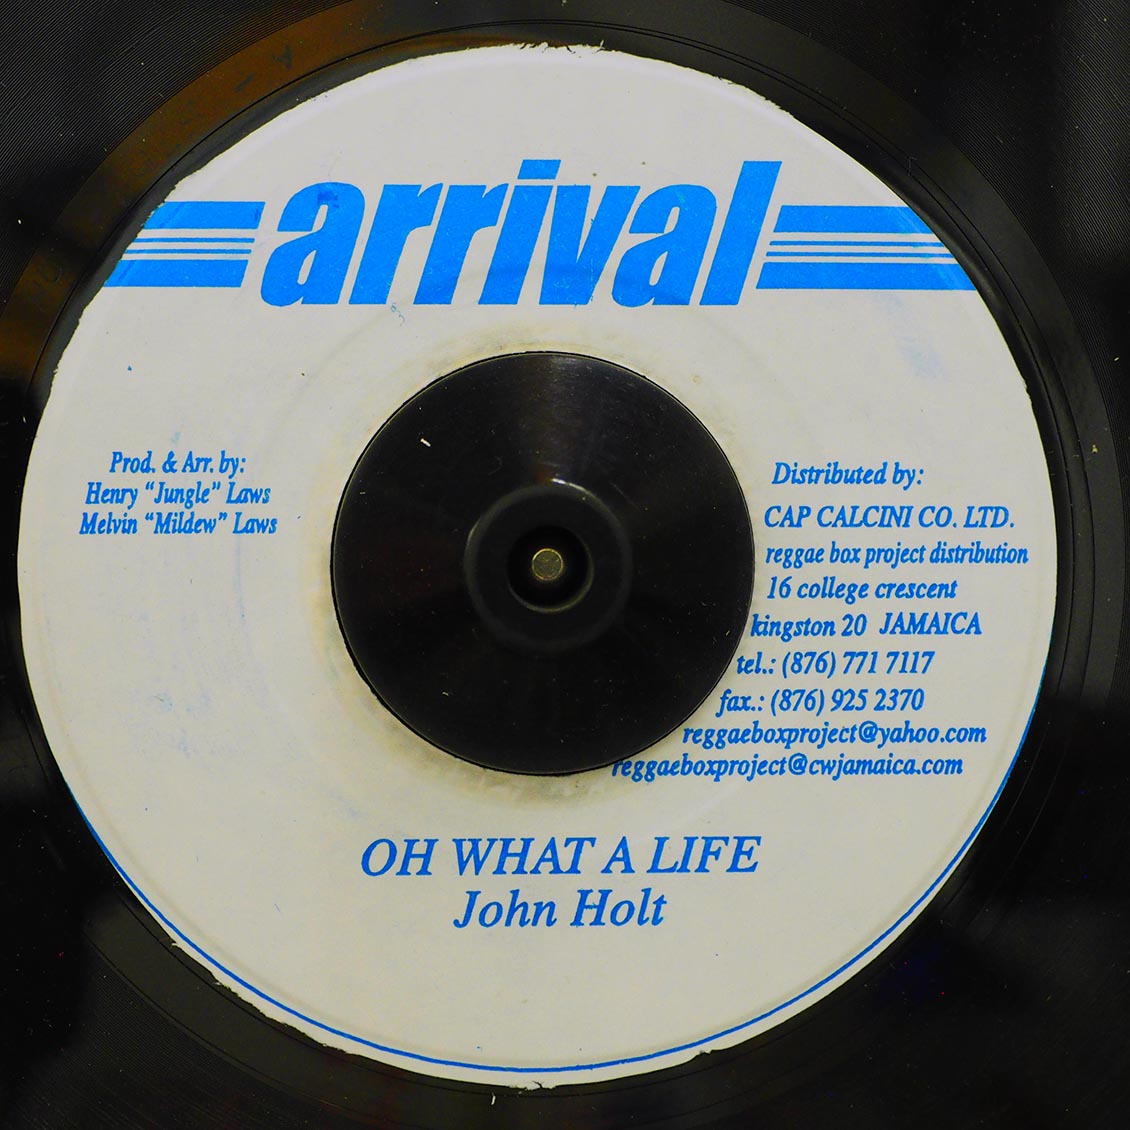 arrival
Prod. & Arr. by:
Henry "Jungle" Laws
Melvin "Mildew" Laws
Distributed by:
CAP CALCINI CO. LTD.
reggae box project distribution
16 college crescent
kingston 20 JAMAICA
tel.: (876) 771 7117
fax.: (876) 925 2370
reggaeboxproject@yahoo.com
reggaeboxproject@cwjamaica.com
OH WHAT A LIFE
John Holt